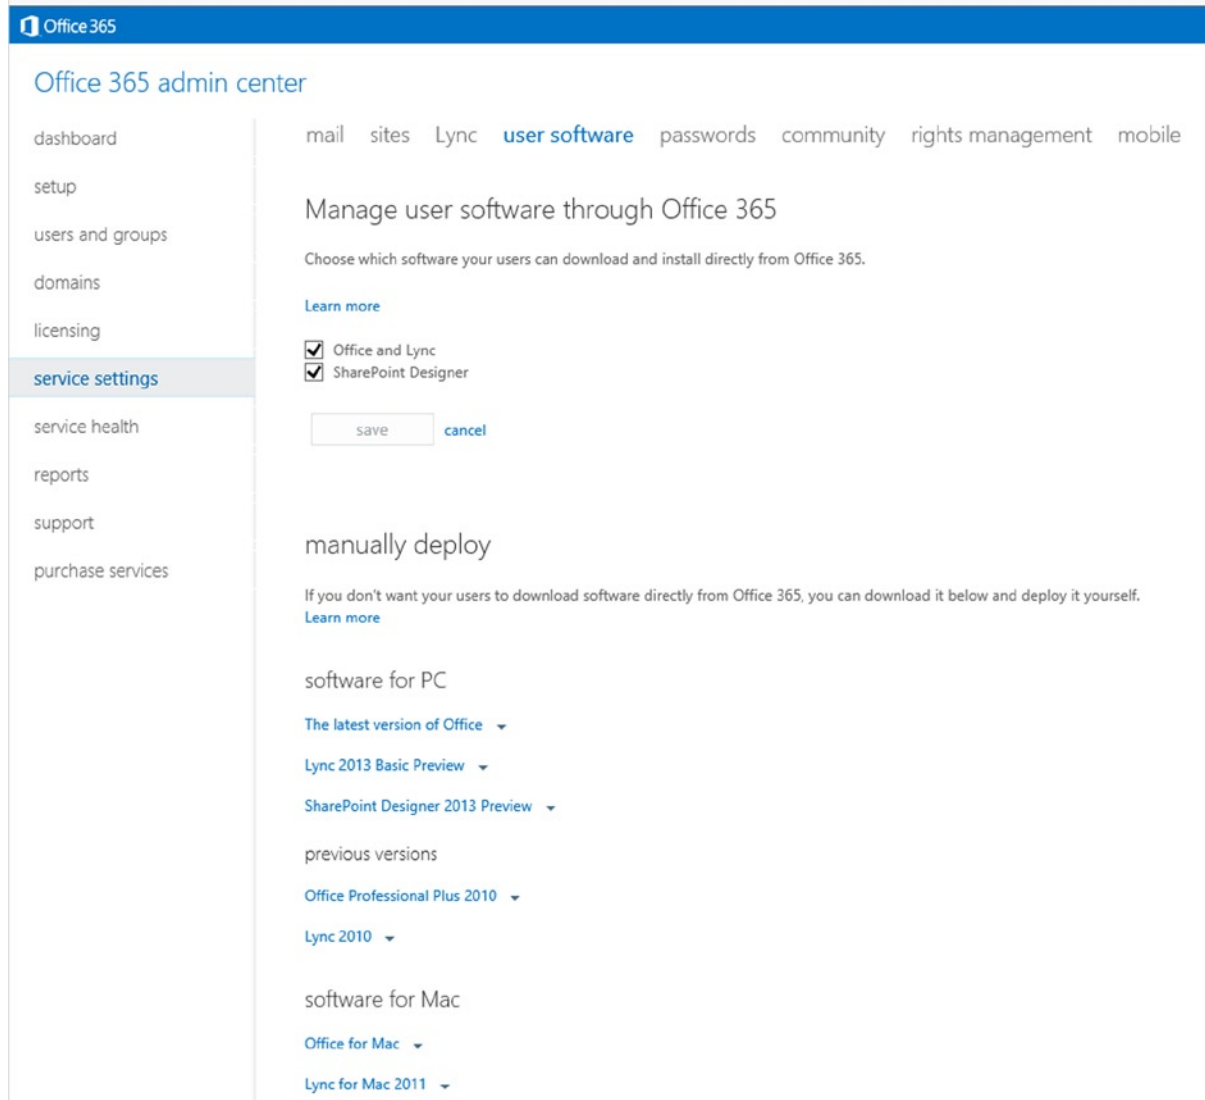 Office 365
Office 365 admin center
dashboard
setup
users and groups
domains
licensing
service settings
service health
reports
support
purchase services
mail sites Lync user software passwords community rights management mobile
Manage user software through Office 365
Choose which software your users can download and install directly from Office 365.
Learn more
Office and Lync
SharePoint Designer
save cancel
manually deploy
If you don't want your users to download software directly from Office 365, you can download it below and deploy it yourself.
Learn more
software for PC
The latest version of Office
Lync 2013 Basic Preview
SharePoint Designer 2013 Preview
previous versions
Office Professional Plus 2010
Lync 2010
software for Mac
Office for Mac
Lync for Mac 2011